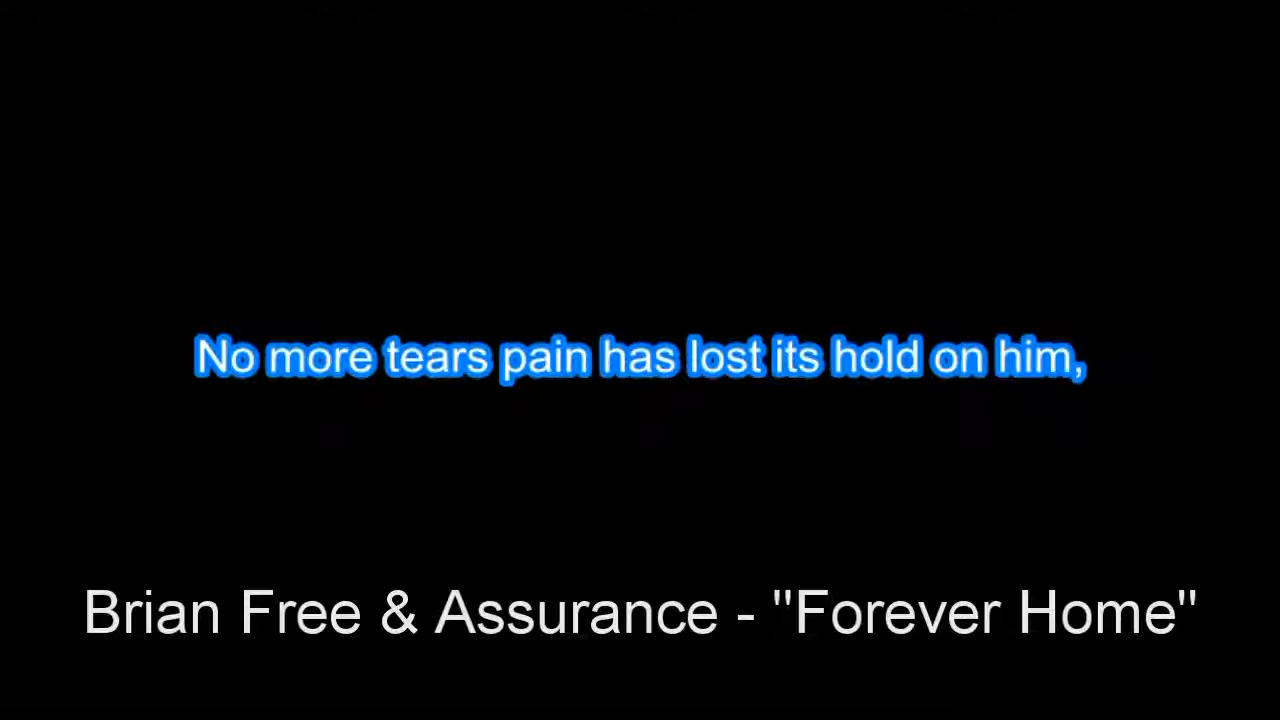 No more tears pain has lost its hold on him,
Brian Free & Assurance - "Forever Home"